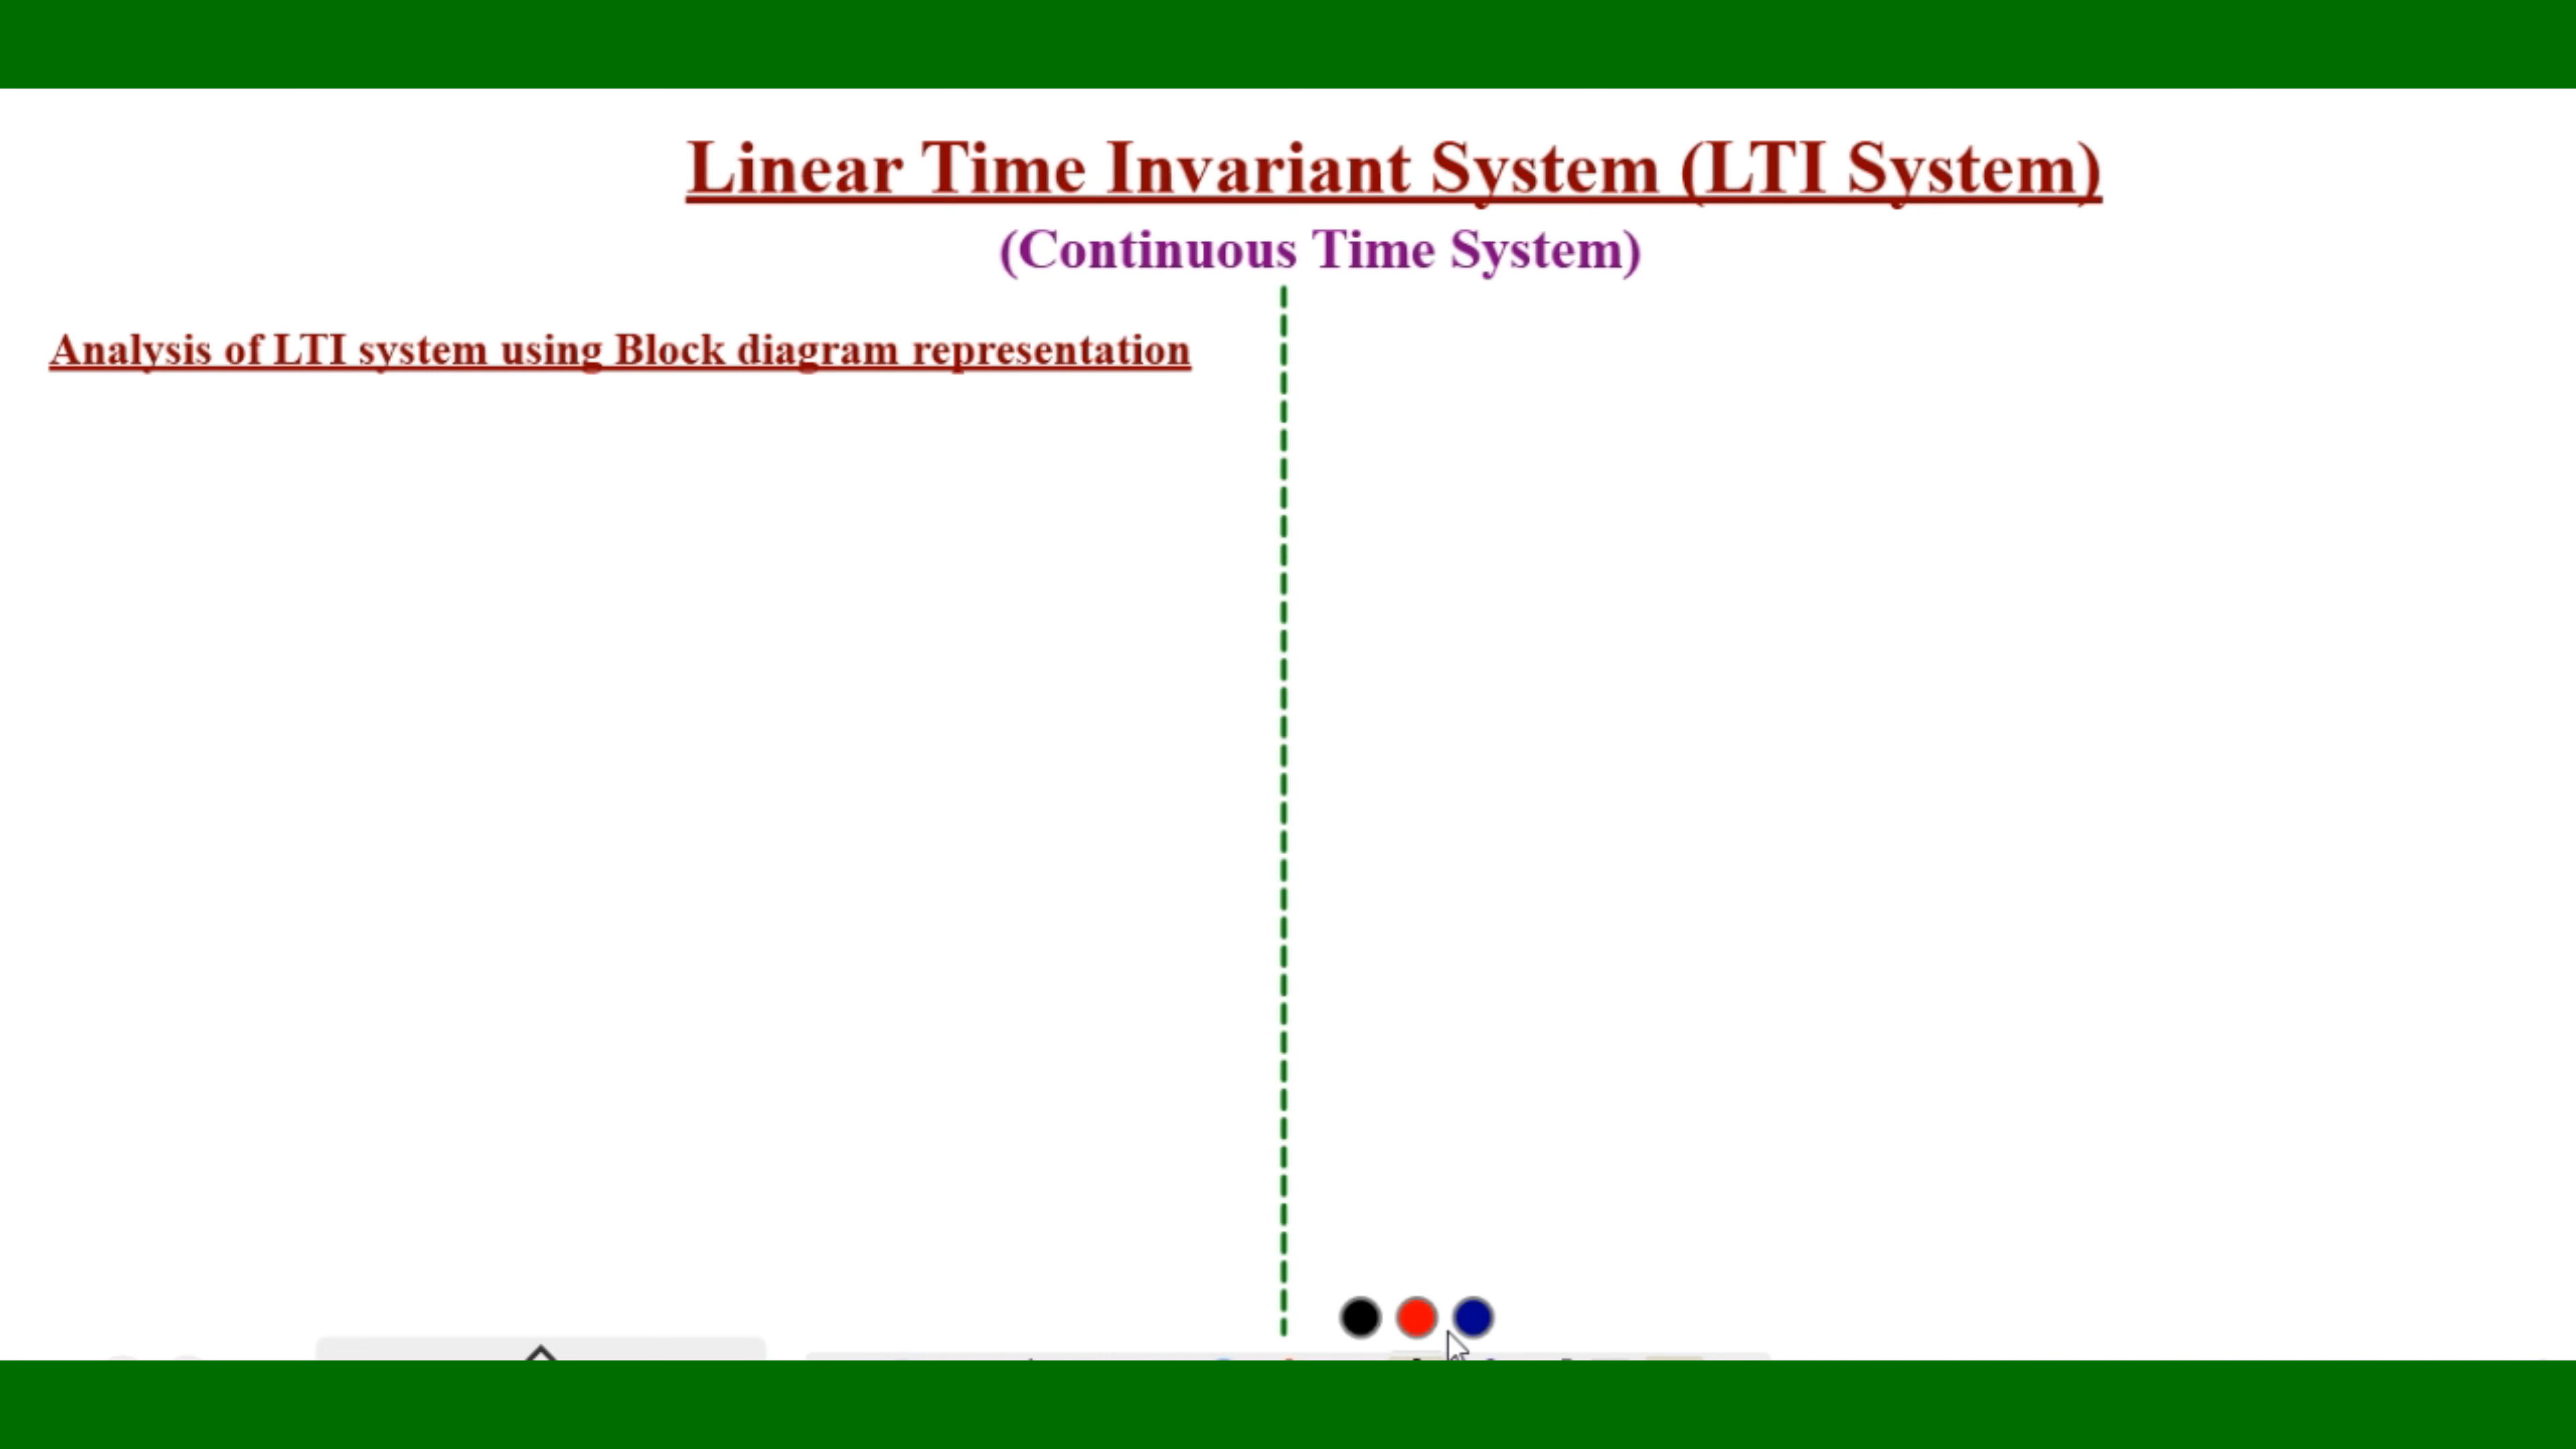 Linear Time Invariant System (LTI System)
(Continuous Time System)
Analysis of LTI system using Block diagram representation